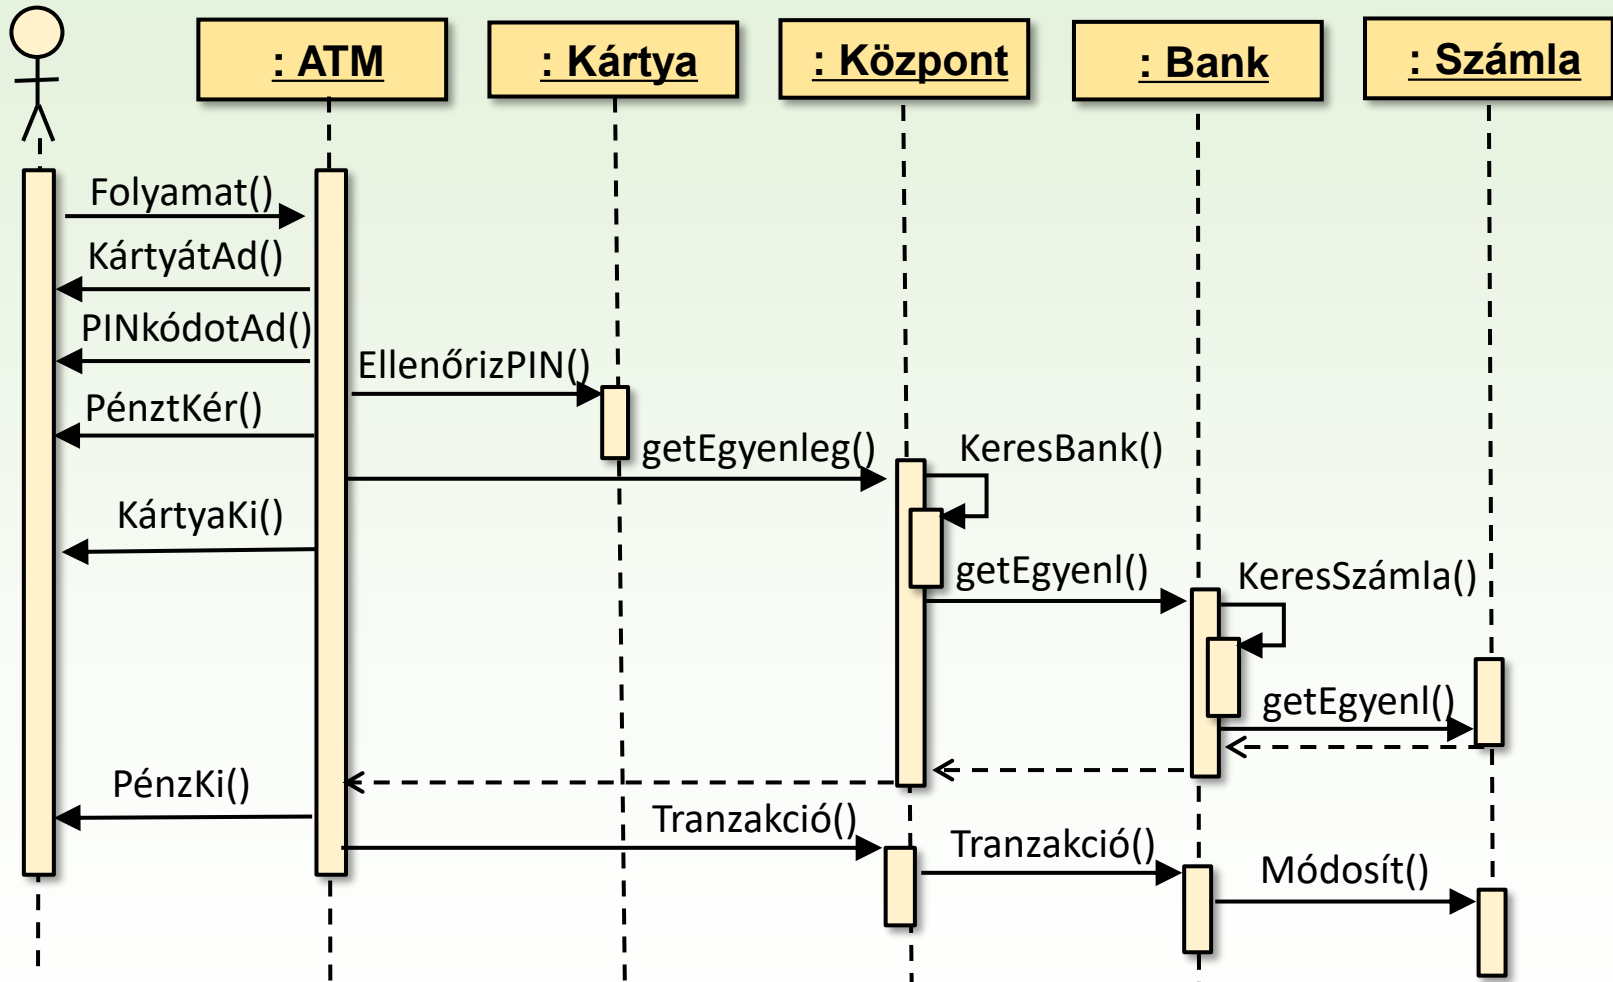 : ATM
: Kártya
: Központ
: Bank
: Számla
Folyamat()
KártyátAd()
PINkódotAd()
EllenőrizPIN()
PénztKér()
getEgyenleg()
KeresBank()
KártyaKi()
getEgyenl()
KeresSzámla()
getEgyenl()
PénzKi()
Tranzakció()
Tranzakció()
Módosít()